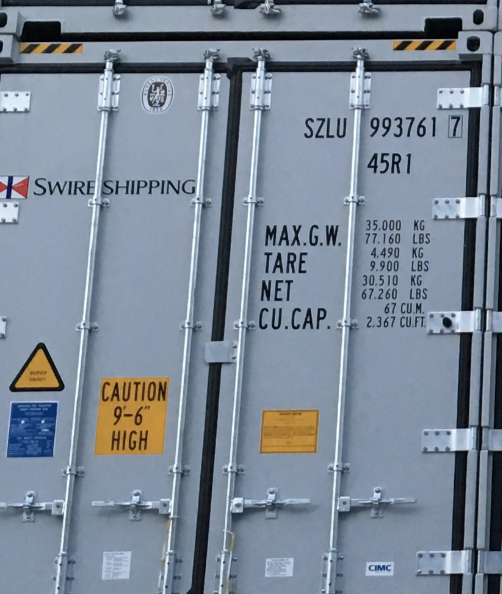 SZLU 993761 7
45R1
SWIRE SHIPPING
MAX.G.W. 35.000 KG
77.160 LBS
TARE 4.490 KG
9.900 LBS
NET 30.510 KG
67.260 LBS
CU.CAP. 67 CU.M.
2.367 CU.FT.
CAUTION
9-6"
HIGH
CIMC